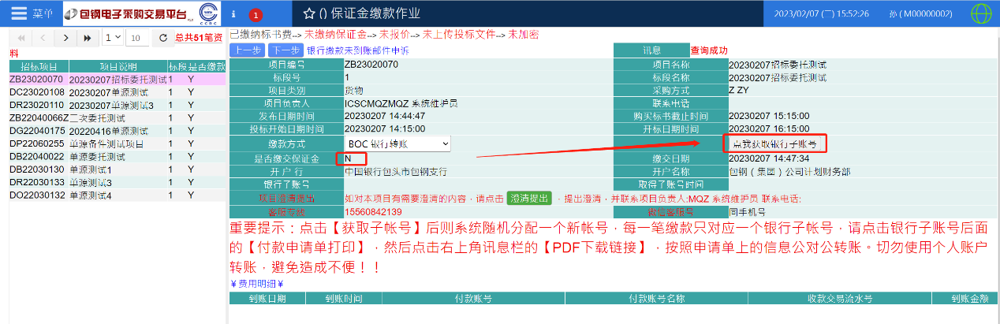 菜单 包钢电子采购交易平台 CCRC i 1 ☆ () 保证金缴款作业 2023/02/07 (二) 15:52:26 孙 ( M00000002)
1 10 总共51笔资料
招标项目 项目说明 标段 是否缴款
ZB23020070 20230207招标委托测试 1 Y
DC23020108 20230207单源测试 1 Y
DR23020110 20230207单源测试3 1 Y
ZB22040066Z 二次委托测试 1 Y
DG22040175 20220416单源测试 1 Y
DP22060255 单源备件测试项目 1 Y
DB22040022 单源委托测试 1 Y
DB22030130 单源测试1 1 Y
DR22030133 单源测试3 1 Y
DO22030132 单源测试4 1 Y
已缴纳标书费--> 未缴纳保证金--> 未报价--> 未上传投标文件--> 未加密
上一步 下一步 银行缴款未到账邮件申诉 讯息 查询成功
项目编号 ZB23020070 项目名称 20230207招标委托测试
标段号 1 标段名称 20230207招标委托测试
项目类别 货物 采购方式 Z ZY
项目负责人 ICSCMQZMQZ 系统维护员 联系电话
发布日期时间 20230207 14:44:47 购买标书截止时间 20230207 15:15:00
投标开始日期时间 20230207 14:15:00 开标日期时间 20230207 16:15:00
缴款方式 BOC 银行转账 点我获取银行子账号
是否缴交保证金 N 缴交日期 20230207 14:47:34
开 户 行 中国银行包头市包钢支行 开户名称 包钢（集团）公司计划财务部
银行子账号 取得子账号时间
项目澄清提出 如对本项目有需要澄清的内容，请点击 澄清提出 ，提出澄清，并联系项目负责人:MQZ 系统维护员 联系电话:
客服专线 15560842139 微信客服号 同手机号
重要提示：点击【获取子帐号】后则系统随机分配一个新帐号，每一笔缴款只对应一个银行子帐号，请点击银行子账号后面
的【付款申请单打印】，然后点击右上角讯息栏的【PDF下载链接】，按照申请单上的信息公对公转账。切勿使用个人账户
转账，避免造成不便！！
¥费用明细¥
到账日期 到账时间 付款账号 付款账号名称 收款交易流水号 到账金额